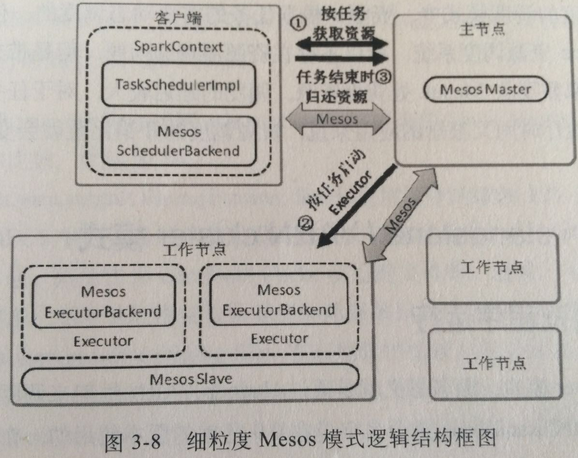 客户端
SparkContext
TaskSchedulerImpl
Mesos
SchedulerBackend
①
按任务
获取资源
任务结束时③
归还资源
Mesos
主节点
Mesos Master
②
按任务启动
Executor
Mesos
工作节点
Mesos
ExecutorBackend
Executor
Mesos
ExecutorBackend
Executor
Mesos Slave
工作节点
工作节点
图 3-8 细粒度 Mesos 模式逻辑结构框图